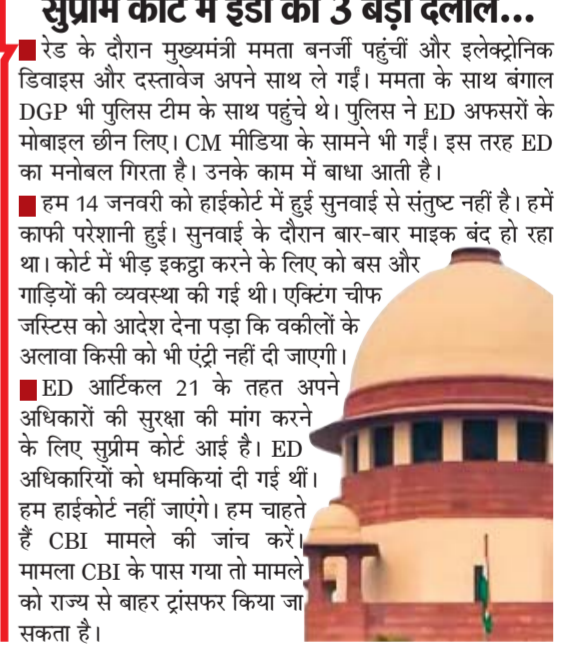 सुप्रीम कोर्ट में ईडी की 3 बड़ी दलीलें...
■ रेड के दौरान मुख्यमंत्री ममता बनर्जी पहुंचीं और इलेक्ट्रोनिक
डिवाइस और दस्तावेज अपने साथ ले गईं। ममता के साथ बंगाल
DGP भी पुलिस टीम के साथ पहुंचे थे। पुलिस ने ED अफसरों के
मोबाइल छीन लिए। CM मीडिया के सामने भी गईं। इस तरह ED
का मनोबल गिरता है। उनके काम में बाधा आती है।
■ हम 14 जनवरी को हाईकोर्ट में हुई सुनवाई से संतुष्ट नहीं है। हमें
काफी परेशानी हुई। सुनवाई के दौरान बार-बार माइक बंद हो रहा
था। कोर्ट में भीड़ इकट्ठा करने के लिए को बस और
गाड़ियों की व्यवस्था की गई थी। एक्टिंग चीफ
जस्टिस को आदेश देना पड़ा कि वकीलों के
अलावा किसी को भी एंट्री नहीं दी जाएगी।
■ ED आर्टिकल 21 के तहत अपने
अधिकारों की सुरक्षा की मांग करने
के लिए सुप्रीम कोर्ट आई है। ED
अधिकारियों को धमकियां दी गई थीं।
हम हाईकोर्ट नहीं जाएंगे। हम चाहते
हैं CBI मामले की जांच करें।
मामला CBI के पास गया तो मामले
को राज्य से बाहर ट्रांसफर किया जा
सकता है।